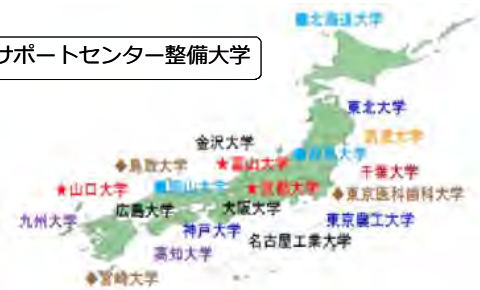 ■北海道大学
サポートセンター整備大学
東北大学
筑波大学
金沢大学
■群馬大学
◆鳥取大学
★富山大学
千葉大学
★山口大学
■岡山大学
★京都大学
◆東京医科歯科大学
広島大学
大阪大学
九州大学
東京農工大学
神戸大学
名古屋工業大学
高知大学
◆宮崎大学